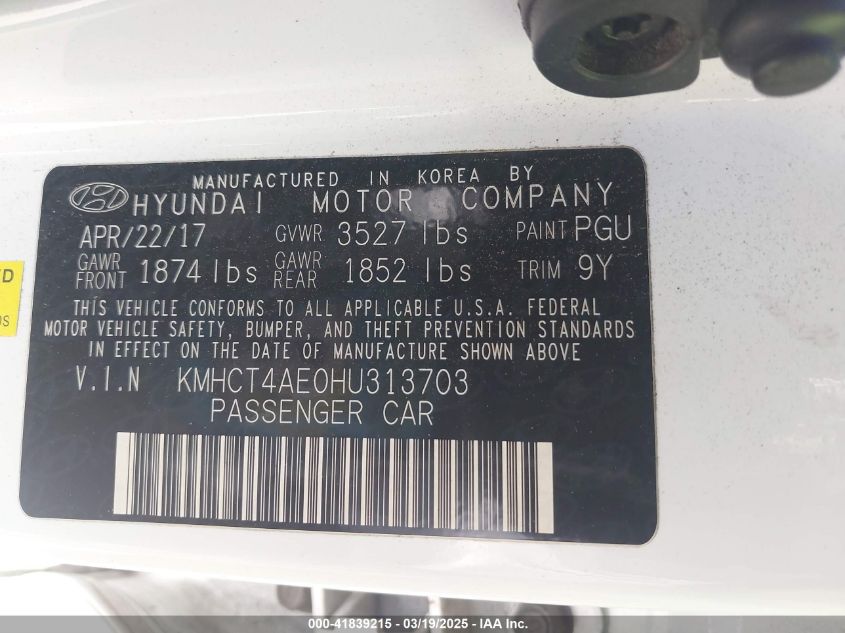 MANUFACTURED IN KOREA BY
HYUNDAI MOTOR COMPANY
APR/22/17 GVWR 3527 lbs PAINT PGU
GAWR FRONT 1874 lbs GAWR REAR 1852 lbs TRIM 9Y
THIS VEHICLE CONFORMS TO ALL APPLICABLE U.S.A. FEDERAL
MOTOR VEHICLE SAFETY, BUMPER, AND THEFT PREVENTION STANDARDS
IN EFFECT ON THE DATE OF MANUFACTURE SHOWN ABOVE
V.I.N KMHCT4AE0HU313703
PASSENGER CAR
000-41839215 - 03/19/2025 - IAA Inc.